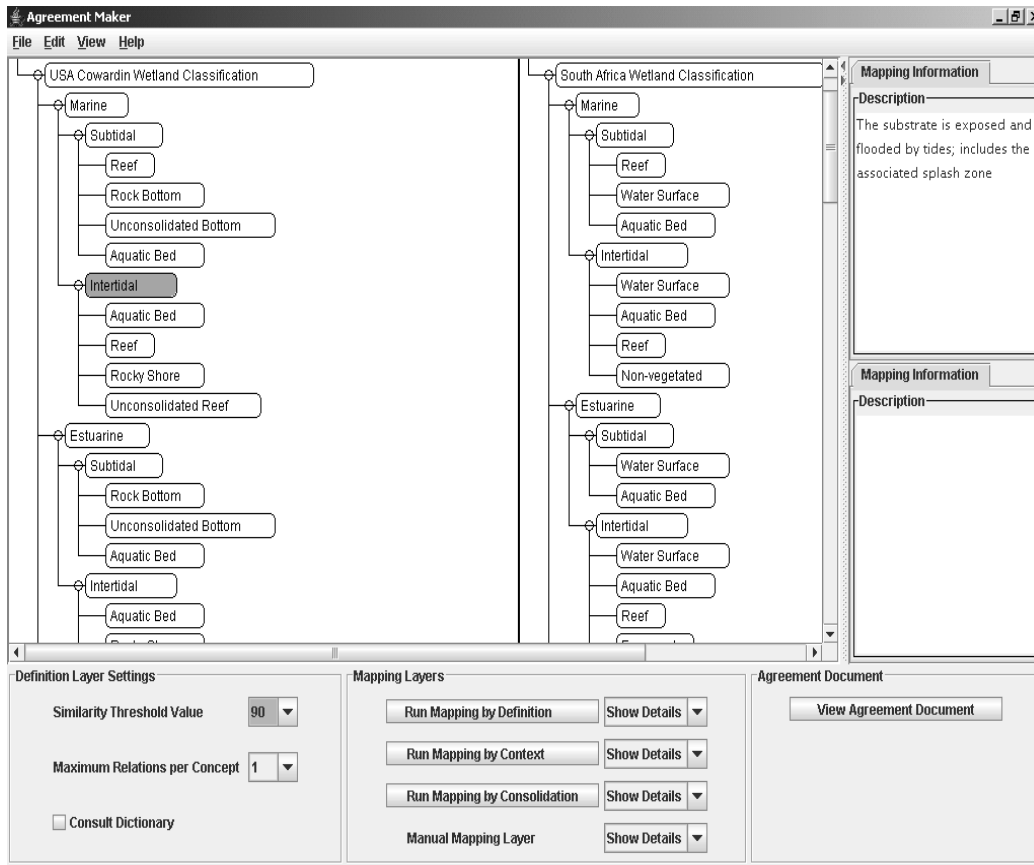 Agreement Maker
File Edit View Help
USA Cowardin Wetland Classification
Marine
Subtidal
Reef
Rock Bottom
Unconsolidated Bottom
Aquatic Bed
Intertidal
Aquatic Bed
Reef
Rocky Shore
Unconsolidated Reef
Estuarine
Subtidal
Rock Bottom
Unconsolidated Bottom
Aquatic Bed
Intertidal
Aquatic Bed
South Africa Wetland Classification
Marine
Subtidal
Reef
Water Surface
Aquatic Bed
Intertidal
Water Surface
Aquatic Bed
Reef
Non-vegetated
Estuarine
Subtidal
Water Surface
Aquatic Bed
Intertidal
Water Surface
Aquatic Bed
Reef
Mapping Information
Description
The substrate is exposed and
flooded by tides; includes the
associated splash zone
Mapping Information
Description
Definition Layer Settings
Similarity Threshold Value 90
Maximum Relations per Concept 1
Consult Dictionary
Mapping Layers
Run Mapping by Definition Show Details
Run Mapping by Context Show Details
Run Mapping by Consolidation Show Details
Manual Mapping Layer Show Details
Agreement Document
View Agreement Document